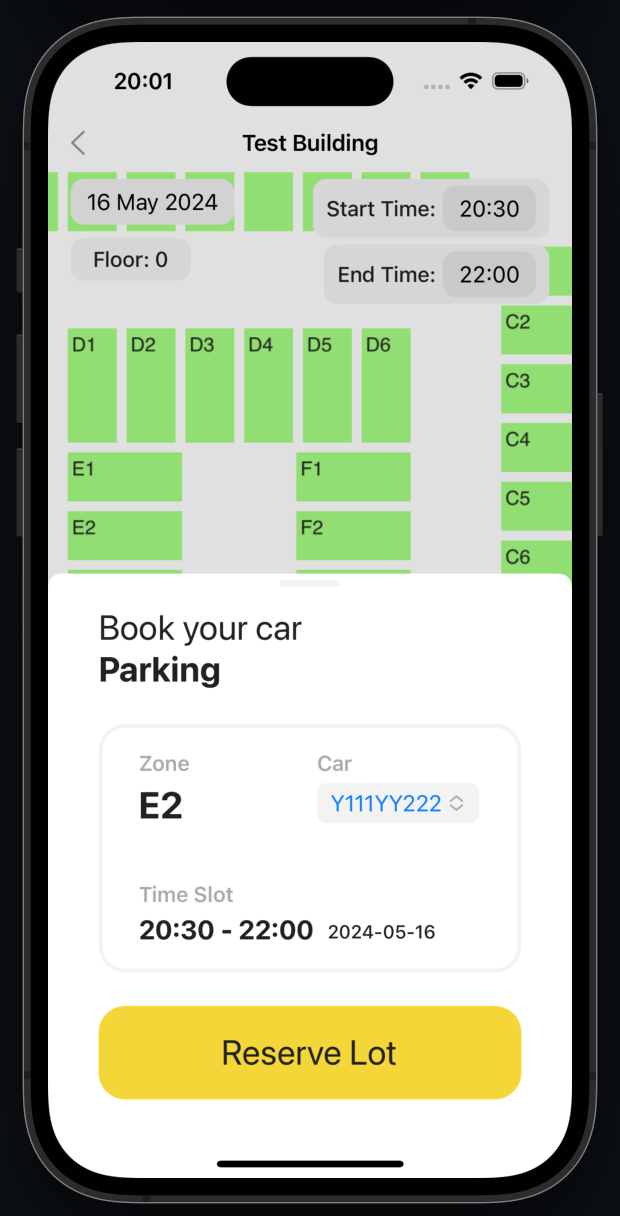 20:01
Test Building
16 May 2024
Start Time: 20:30
Floor: 0
End Time: 22:00
C2
D1 D2 D3 D4 D5 D6
C3
C4
E1 F1
C5
E2 F2
C6
Book your car
Parking
Zone Car
E2 Y111YY222
Time Slot
20:30 - 22:00 2024-05-16
Reserve Lot